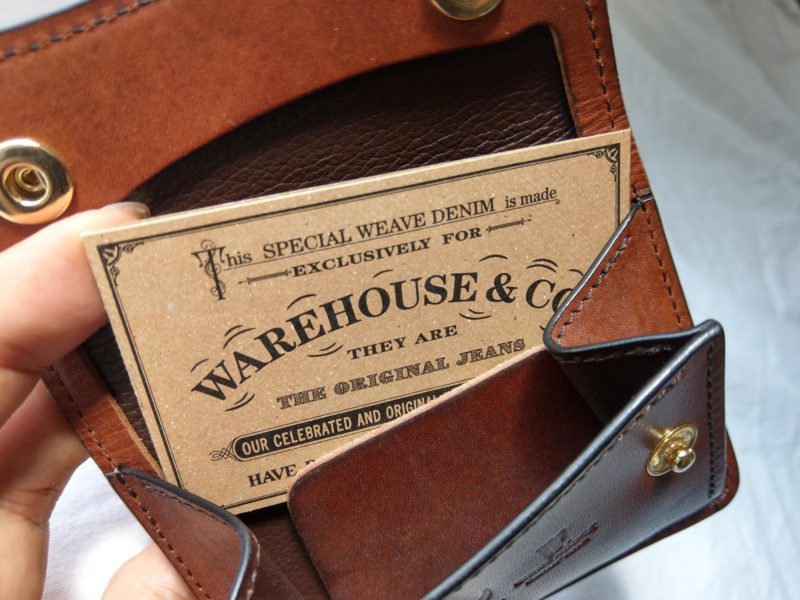 This SPECIAL WEAVE DENIM is made
EXCLUSIVELY FOR
WAREHOUSE & Co
THEY ARE
THE ORIGINAL JEANS
OUR CELEBRATED AND ORIGINAL
HAVE